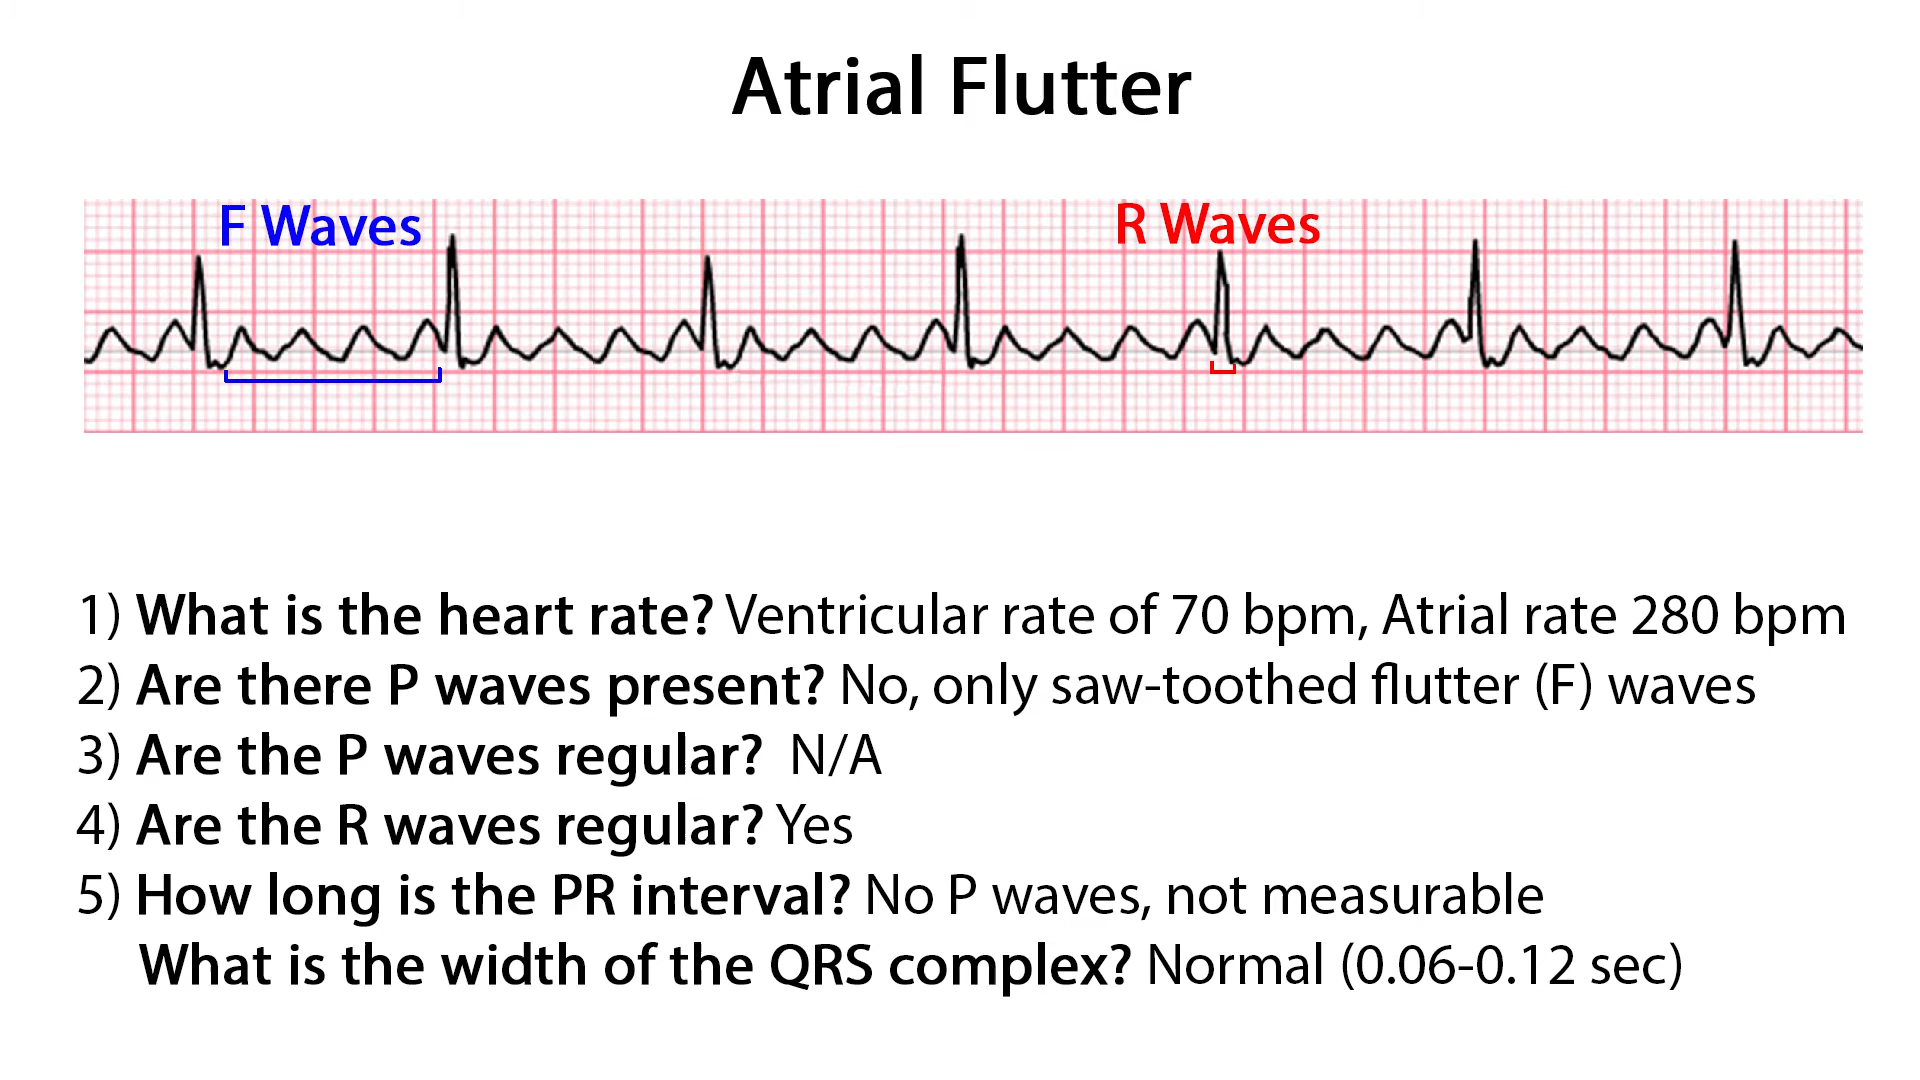 Atrial Flutter
F Waves
R Waves
1) What is the heart rate? Ventricular rate of 70 bpm, Atrial rate 280 bpm
2) Are there P waves present? No, only saw-toothed flutter (F) waves
3) Are the P waves regular? N/A
4) Are the R waves regular? Yes
5) How long is the PR interval? No P waves, not measurable
What is the width of the QRS complex? Normal (0.06-0.12 sec)